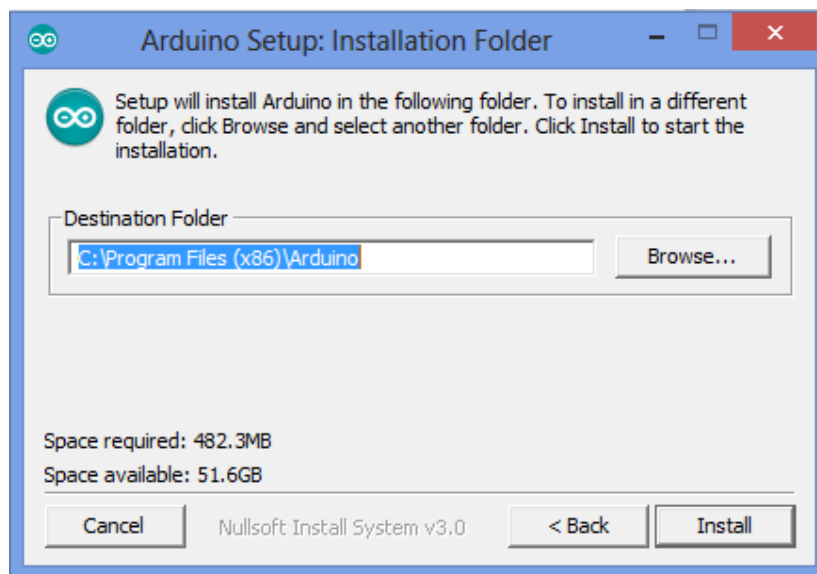 Arduino Setup: Installation Folder
Setup will install Arduino in the following folder. To install in a different
folder, click Browse and select another folder. Click Install to start the
installation.
Destination Folder
C:\Program Files (x86)\Arduino
Browse...
Space required: 482.3MB
Space available: 51.6GB
Cancel
Nullsoft Install System v3.0
< Back
Install